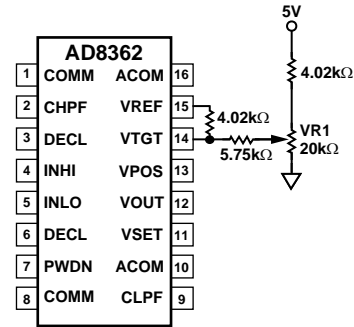 5V
AD8362
1 COMM ACOM 16
4.02kΩ
2 CHPF VREF 15
4.02kΩ
VR1
3 DECL VTGT 14
20kΩ
5.75kΩ
4 INHI VPOS 13
5 INLO VOUT 12
6 DECL VSET 11
7 PWDN ACOM 10
8 COMM CLPF 9